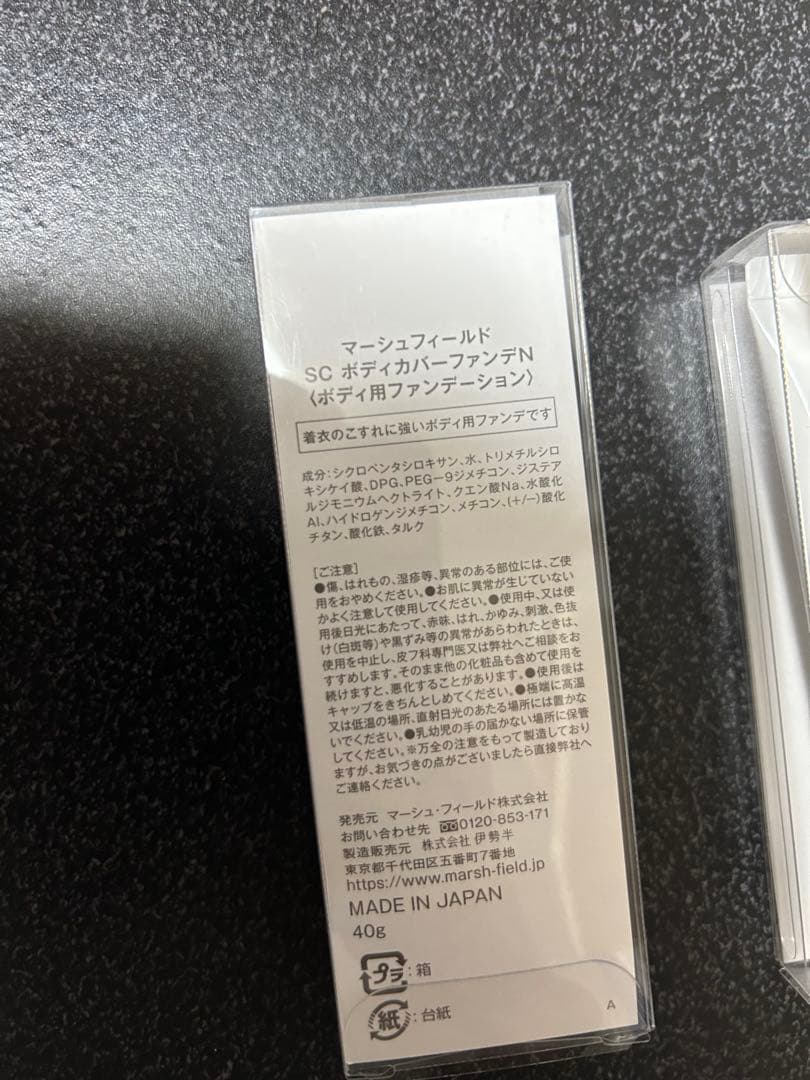 マーシュフィールド
SC ボディカバーファンデN
〈ボディ用ファンデーション〉
着衣のこすれに強いボディ用ファンデです
成分：シクロペンタシロキサン、水、トリメチルシロ
キシケイ酸、DPG、PEG－9ジメチコン、ジステア
ルジモニウムヘクトライト、クエン酸Na、水酸化
Al、ハイドロゲンジメチコン、メチコン、(+/−)酸化
チタン、酸化鉄、タルク
［ご注意］
●傷、はれもの、湿疹等、異常のある部位には、ご使
用をおやめください。●お肌に異常が生じていない
かよく注意して使用してください。●使用中、又は使
用後日光にあたって、赤味、はれ、かゆみ、刺激、色抜
け（白斑等）や黒ずみ等の異常があらわれたときは、
使用を中止し、皮フ科専門医又は弊社へご相談をお
すすめします。そのまま他の化粧品も含めて使用を
続けますと、悪化することがあります。●使用後は
キャップをきちんとしめてください。●極端に高温
又は低温の場所、直射日光のあたる場所には置かな
いでください。●乳幼児の手の届かない場所に保管
してください。※万全の注意をもって製造しており
ますが、お気づきの点がございましたら直接弊社へ
ご連絡ください。
発売元 マーシュ・フィールド株式会社
お問い合わせ先 0120-853-171
製造販売元 株式会社 伊勢半
東京都千代田区五番町7番地
https://www.marsh-field.jp
MADE IN JAPAN
40g
プラ：箱
紙：台紙
A